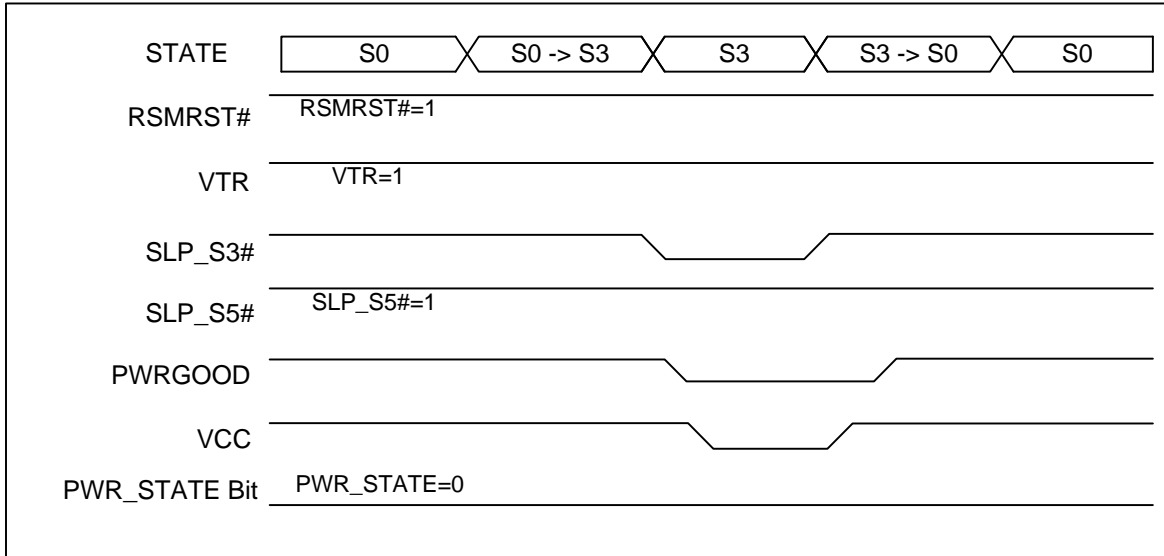 STATE S0 S0 -> S3 S3 S3 -> S0 S0
RSMRST# RSMRST#=1
VTR VTR=1
SLP_S3#
SLP_S5# SLP_S5#=1
PWRGOOD
VCC
PWR_STATE Bit PWR_STATE=0